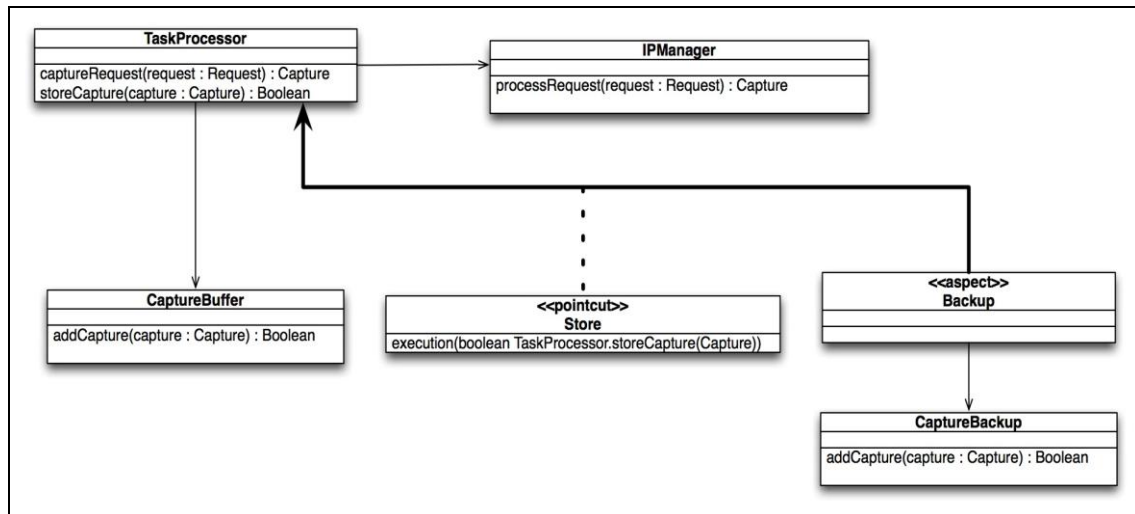 TaskProcessor
captureRequest(request : Request) : Capture
storeCapture(capture : Capture) : Boolean
IPManager
processRequest(request : Request) : Capture
CaptureBuffer
addCapture(capture : Capture) : Boolean
<<pointcut>>
Store
execution(boolean TaskProcessor.storeCapture(Capture))
<<aspect>>
Backup
CaptureBackup
addCapture(capture : Capture) : Boolean